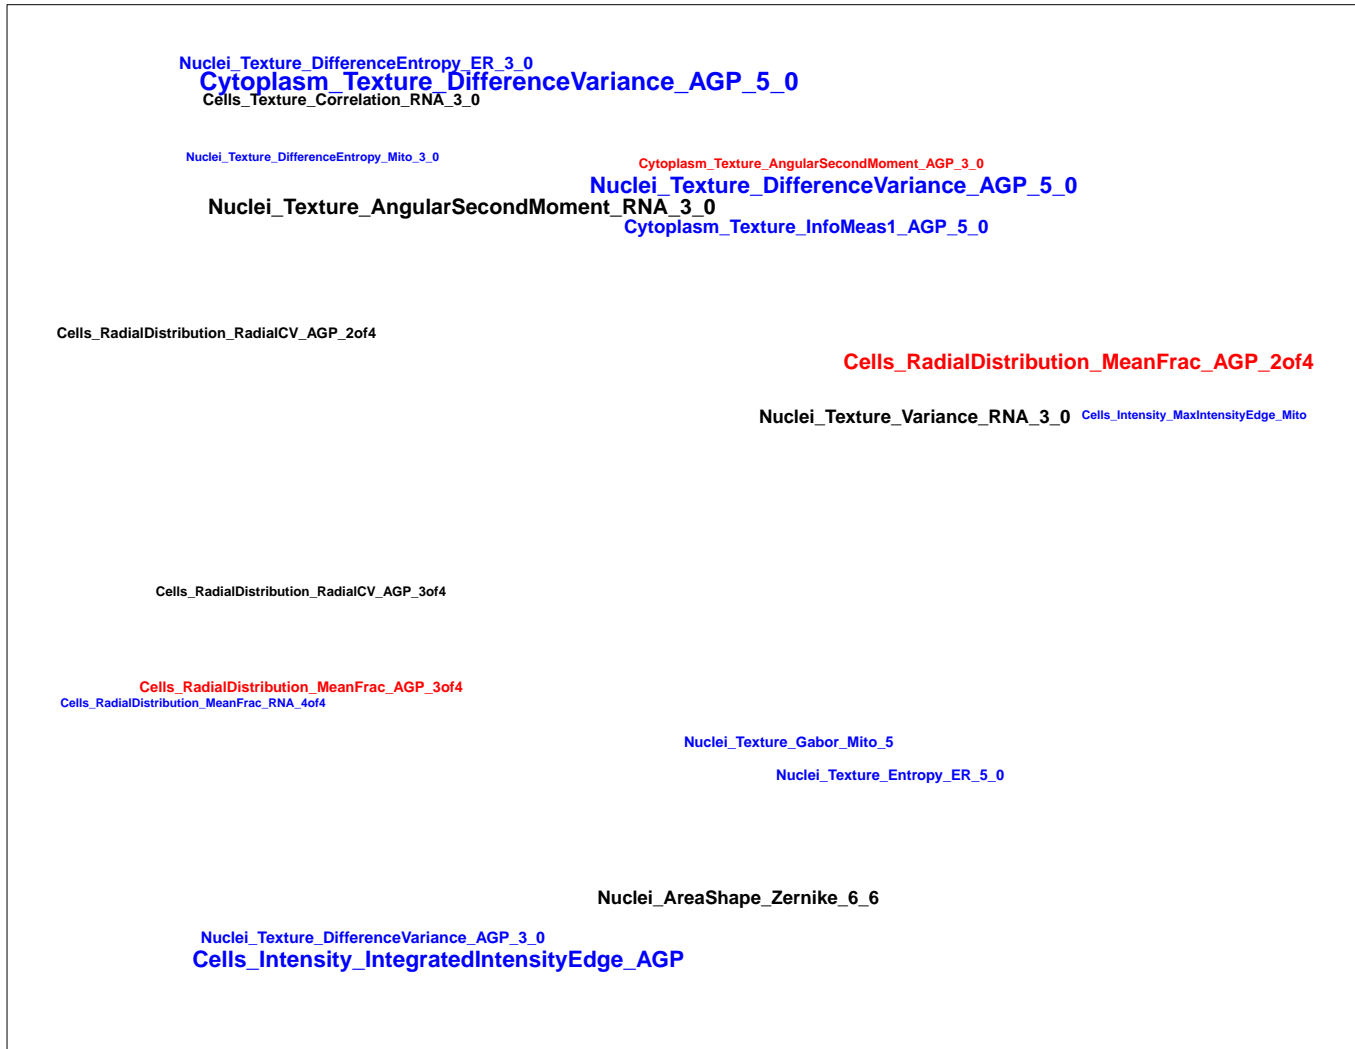 Nuclei_Texture_DifferenceEntropy_ER_3_0
Cytoplasm_Texture_DifferenceVariance_AGP_5_0
Cells_Texture_Correlation_RNA_3_0
Nuclei_Texture_DifferenceEntropy_Mito_3_0
Cytoplasm_Texture_AngularSecondMoment_AGP_3_0
Nuclei_Texture_DifferenceVariance_AGP_5_0
Nuclei_Texture_AngularSecondMoment_RNA_3_0
Cytoplasm_Texture_InfoMeas1_AGP_5_0
Cells_RadialDistribution_RadialCV_AGP_2of4
Cells_RadialDistribution_MeanFrac_AGP_2of4
Nuclei_Texture_Variance_RNA_3_0
Cells_Intensity_MaxIntensityEdge_Mito
Cells_RadialDistribution_RadialCV_AGP_3of4
Cells_RadialDistribution_MeanFrac_AGP_3of4
Cells_RadialDistribution_MeanFrac_RNA_4of4
Nuclei_Texture_Gabor_Mito_5
Nuclei_Texture_Entropy_ER_5_0
Nuclei_AreaShape_Zernike_6_6
Nuclei_Texture_DifferenceVariance_AGP_3_0
Cells_Intensity_IntegratedIntensityEdge_AGP